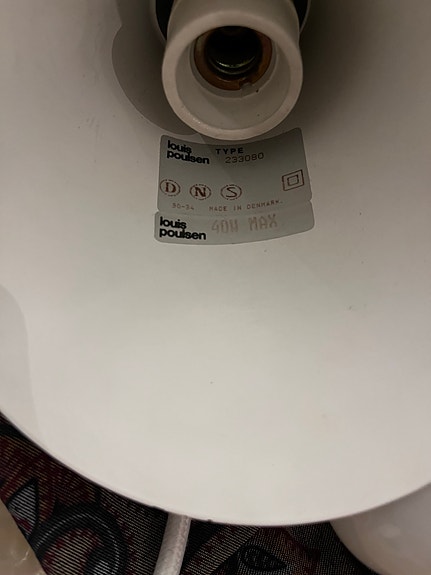 louis
poulsen
TYPE
233080
D N S
30-34 MADE IN DENMARK.
louis
poulsen
40W MAX.